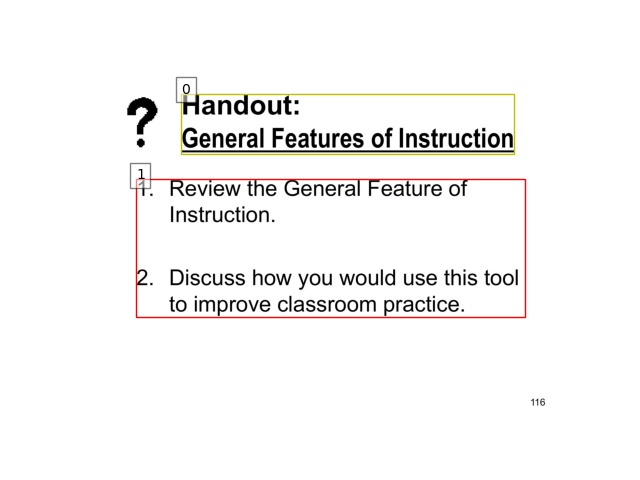 0
Handout:
General Features of Instruction
1
1. Review the General Feature of
Instruction.
2. Discuss how you would use this tool
to improve classroom practice.
116